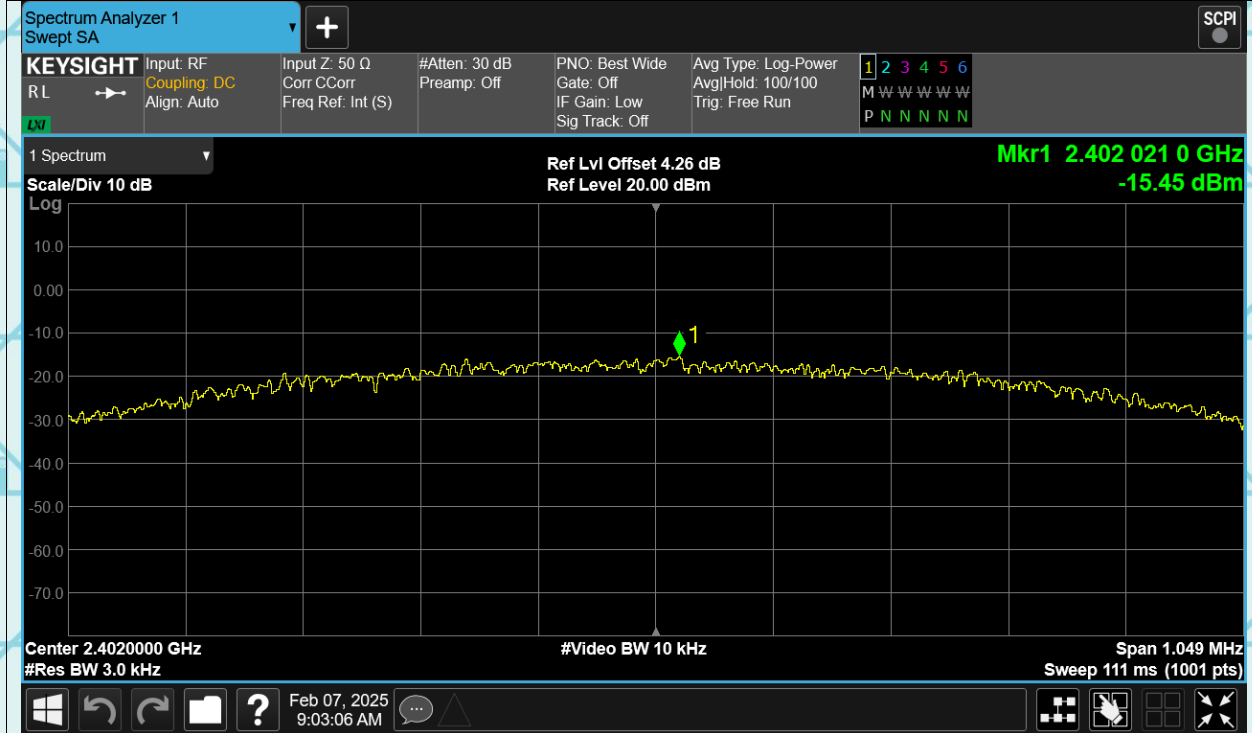 Spectrum Analyzer 1
Swept SA
SCPI
KEYSIGHT
R L
LXI
Input: RF
Coupling: DC
Align: Auto
Input Z: 50 Ω
Corr CCorr
Freq Ref: Int (S)
#Atten: 30 dB
Preamp: Off
PNO: Best Wide
Gate: Off
IF Gain: Low
Sig Track: Off
Avg Type: Log-Power
Avg|Hold: 100/100
Trig: Free Run
1 2 3 4 5 6
M W W W W W
P N N N N N
1 Spectrum
Scale/Div 10 dB
Ref Lvl Offset 4.26 dB
Ref Level 20.00 dBm
Mkr1 2.402 021 0 GHz
-15.45 dBm
Log
10.0
0.00
-10.0
-20.0
-30.0
-40.0
-50.0
-60.0
-70.0
1
Center 2.4020000 GHz
#Res BW 3.0 kHz
#Video BW 10 kHz
Span 1.049 MHz
Sweep 111 ms (1001 pts)
?
Feb 07, 2025
9:03:06 AM